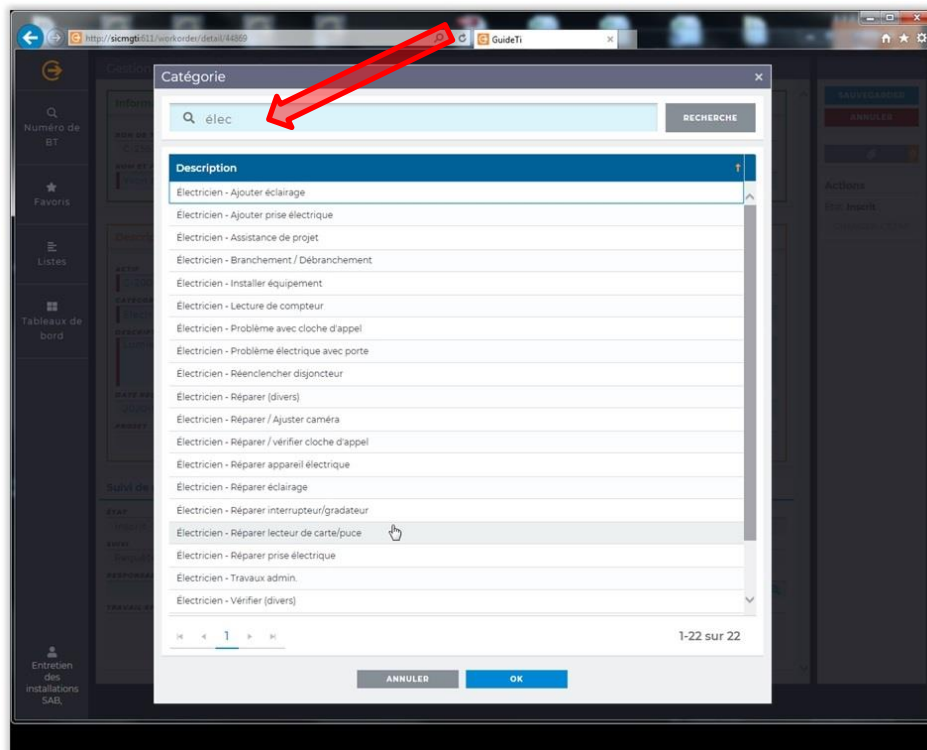 http://sicmgti:611/workorder/detail/44869
GuideTi
Numéro de
BT
Favoris
Listes
Tableaux de
bord
Entretien
des
installations
SAB,
Gestion
Catégorie
élec
RECHERCHE
Description
Électricien - Ajouter éclairage
Électricien - Ajouter prise électrique
Électricien - Assistance de projet
Électricien - Branchement / Débranchement
Électricien - Installer équipement
Électricien - Lecture de compteur
Électricien - Problème avec cloche d'appel
Électricien - Problème électrique avec porte
Électricien - Réenclencher disjoncteur
Électricien - Réparer (divers)
Électricien - Réparer / Ajuster caméra
Électricien - Réparer / vérifier cloche d'appel
Électricien - Réparer appareil électrique
Électricien - Réparer éclairage
Électricien - Réparer interrupteur/gradateur
Électricien - Réparer lecteur de carte/puce
Électricien - Réparer prise électrique
Électricien - Travaux admin.
Électricien - Vérifier (divers)
1
1-22 sur 22
ANNULER
OK
SAUVEGARDER
ANNULER
Actions